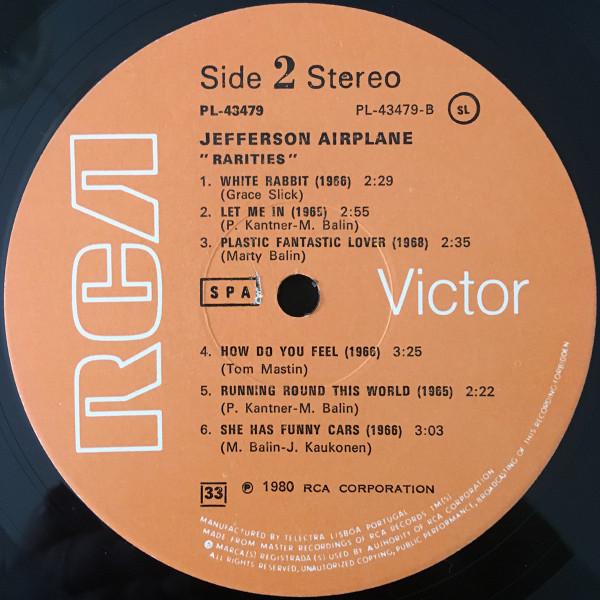 Side 2 Stereo
PL-43479 PL-43479-B SL
JEFFERSON AIRPLANE
"RARITIES"
1. WHITE RABBIT (1966) 2:29
(Grace Slick)
2. LET ME IN (1965) 2:55
(P. Kantner-M. Balin)
3. PLASTIC FANTASTIC LOVER (1968) 2:35
(Marty Balin)
SPA
RCA Victor
4. HOW DO YOU FEEL (1966) 3:25
(Tom Mastin)
5. RUNNING ROUND THIS WORLD (1965) 2:22
(P. Kantner-M. Balin)
6. SHE HAS FUNNY CARS (1966) 3:03
(M. Balin-J. Kaukonen)
33 ℗ 1980 RCA CORPORATION
MANUFACTURED BY TELECTRA LISBOA PORTUGAL
MADE FROM MASTER RECORDINGS OF RCA RECORDS TM(S)
MARCA(S) REGISTRADA(S) USED BY AUTHORITY OF RCA CORPORATION
ALL RIGHTS RESERVED, UNAUTHORIZED COPYING, PUBLIC PERFORMANCE, BROADCASTING OF THIS RECORDING FORBIDDEN